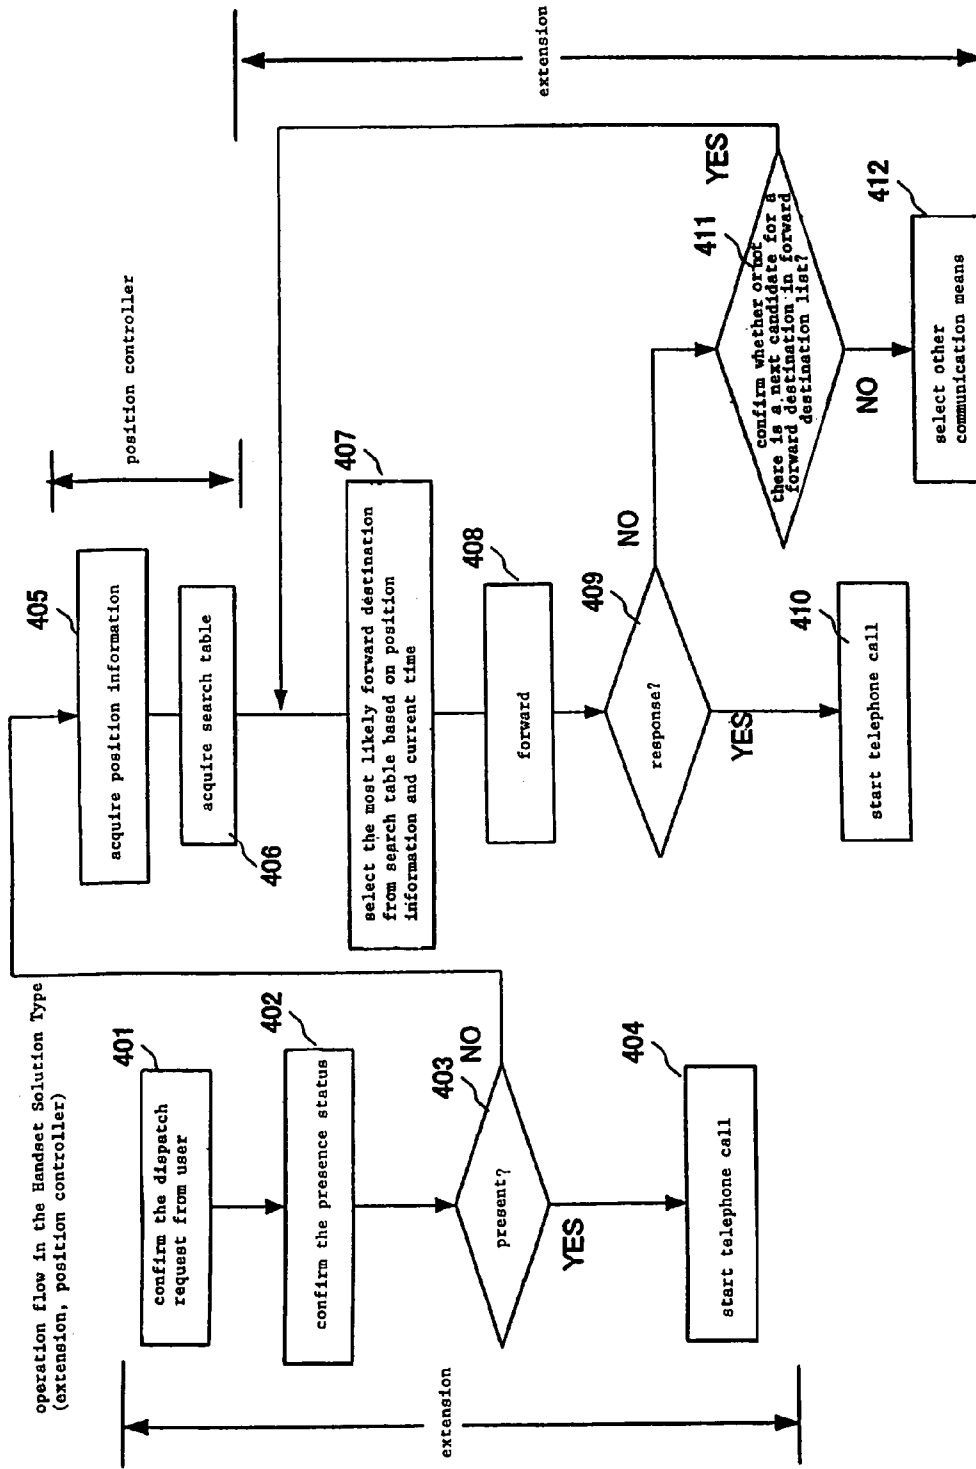 operation flow in the Handset Solution Type
(extension, position controller)
extension
401
confirm the dispatch
request from user
402
confirm the presence status
403
present?
NO
YES
404
start telephone call
405
acquire position information
acquire search table
406
position controller
407
select the most likely forward destination
from search table based on position
information and current time
408
forward
409
response?
NO
YES
410
start telephone call
411
confirm whether or not
there is a next candidate for a
forward destination in forward
destination list?
YES
NO
412
select other
communication means
extension